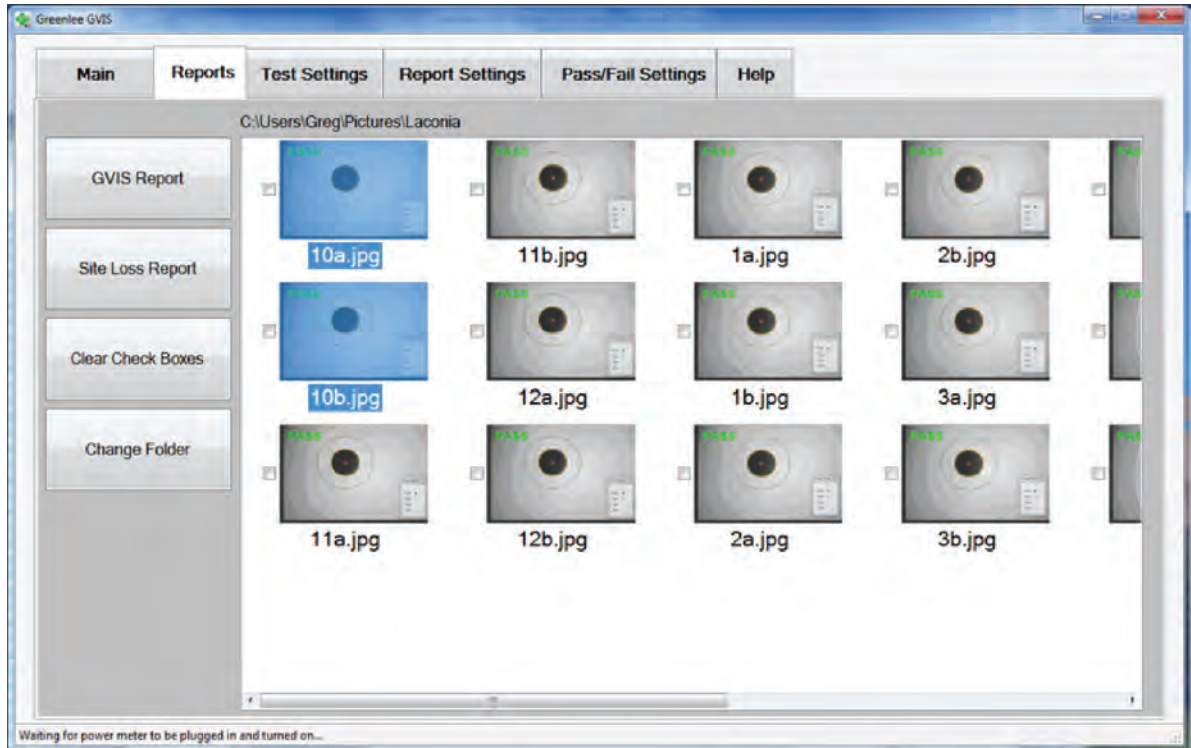 Greenlee GVIS
Main Reports Test Settings Report Settings Pass/Fail Settings Help
C:\Users\Greg\Pictures\Laconia
GVIS Report
Site Loss Report
Clear Check Boxes
Change Folder
PASS PASS PASS PASS
10a.jpg 11b.jpg 1a.jpg 2b.jpg
PASS PASS PASS PASS
10b.jpg 12a.jpg 1b.jpg 3a.jpg
PASS PASS PASS PASS
11a.jpg 12b.jpg 2a.jpg 3b.jpg
Waiting for power meter to be plugged in and turned on...